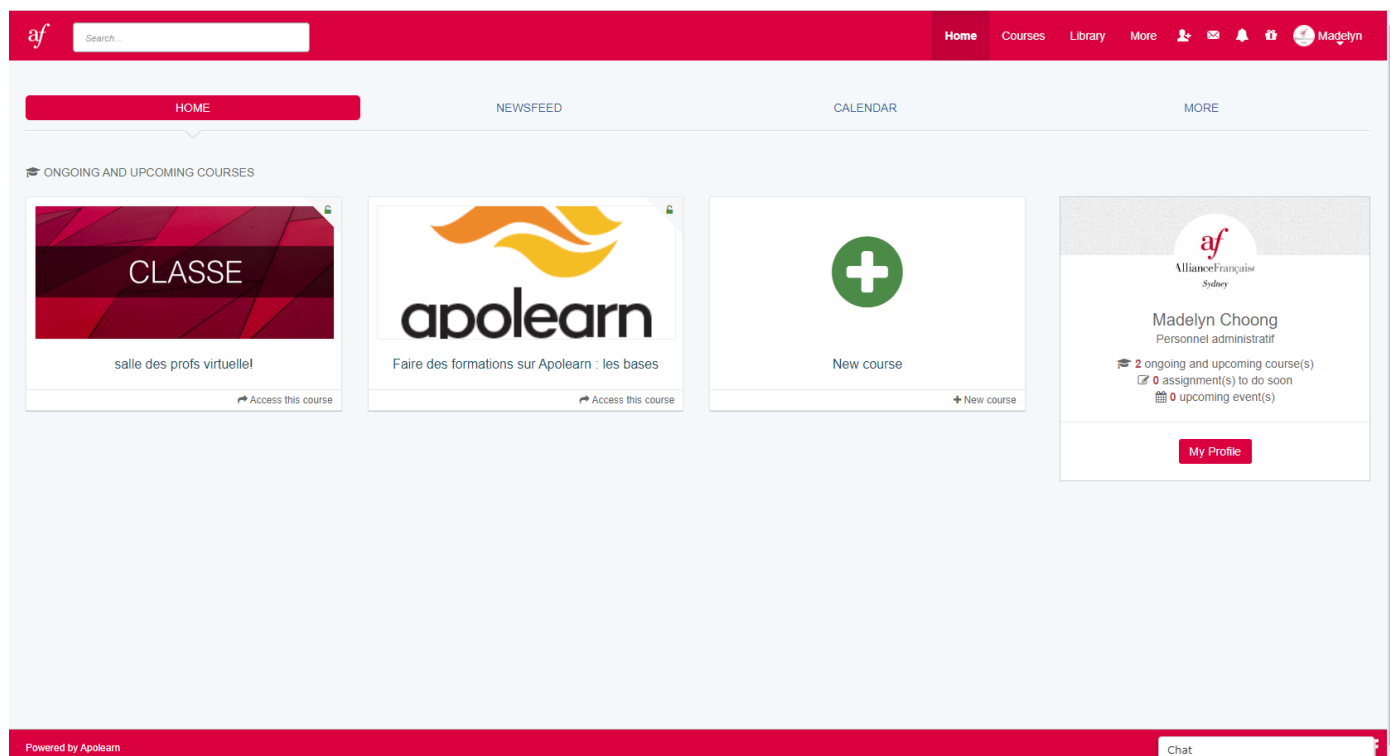 af
Search...
Home
Courses
Library
More
Madelyn
HOME
NEWSFEED
CALENDAR
MORE
ONGOING AND UPCOMING COURSES
CLASSE
salle des profs virtuelle!
Access this course
apolearn
Faire des formations sur Apolearn : les bases
Access this course
New course
New course
af
AllianceFrançaise
Sydney
Madelyn Choong
Personnel administratif
2 ongoing and upcoming course(s)
0 assignment(s) to do soon
0 upcoming event(s)
My Profile
Powered by Apolearn
Chat